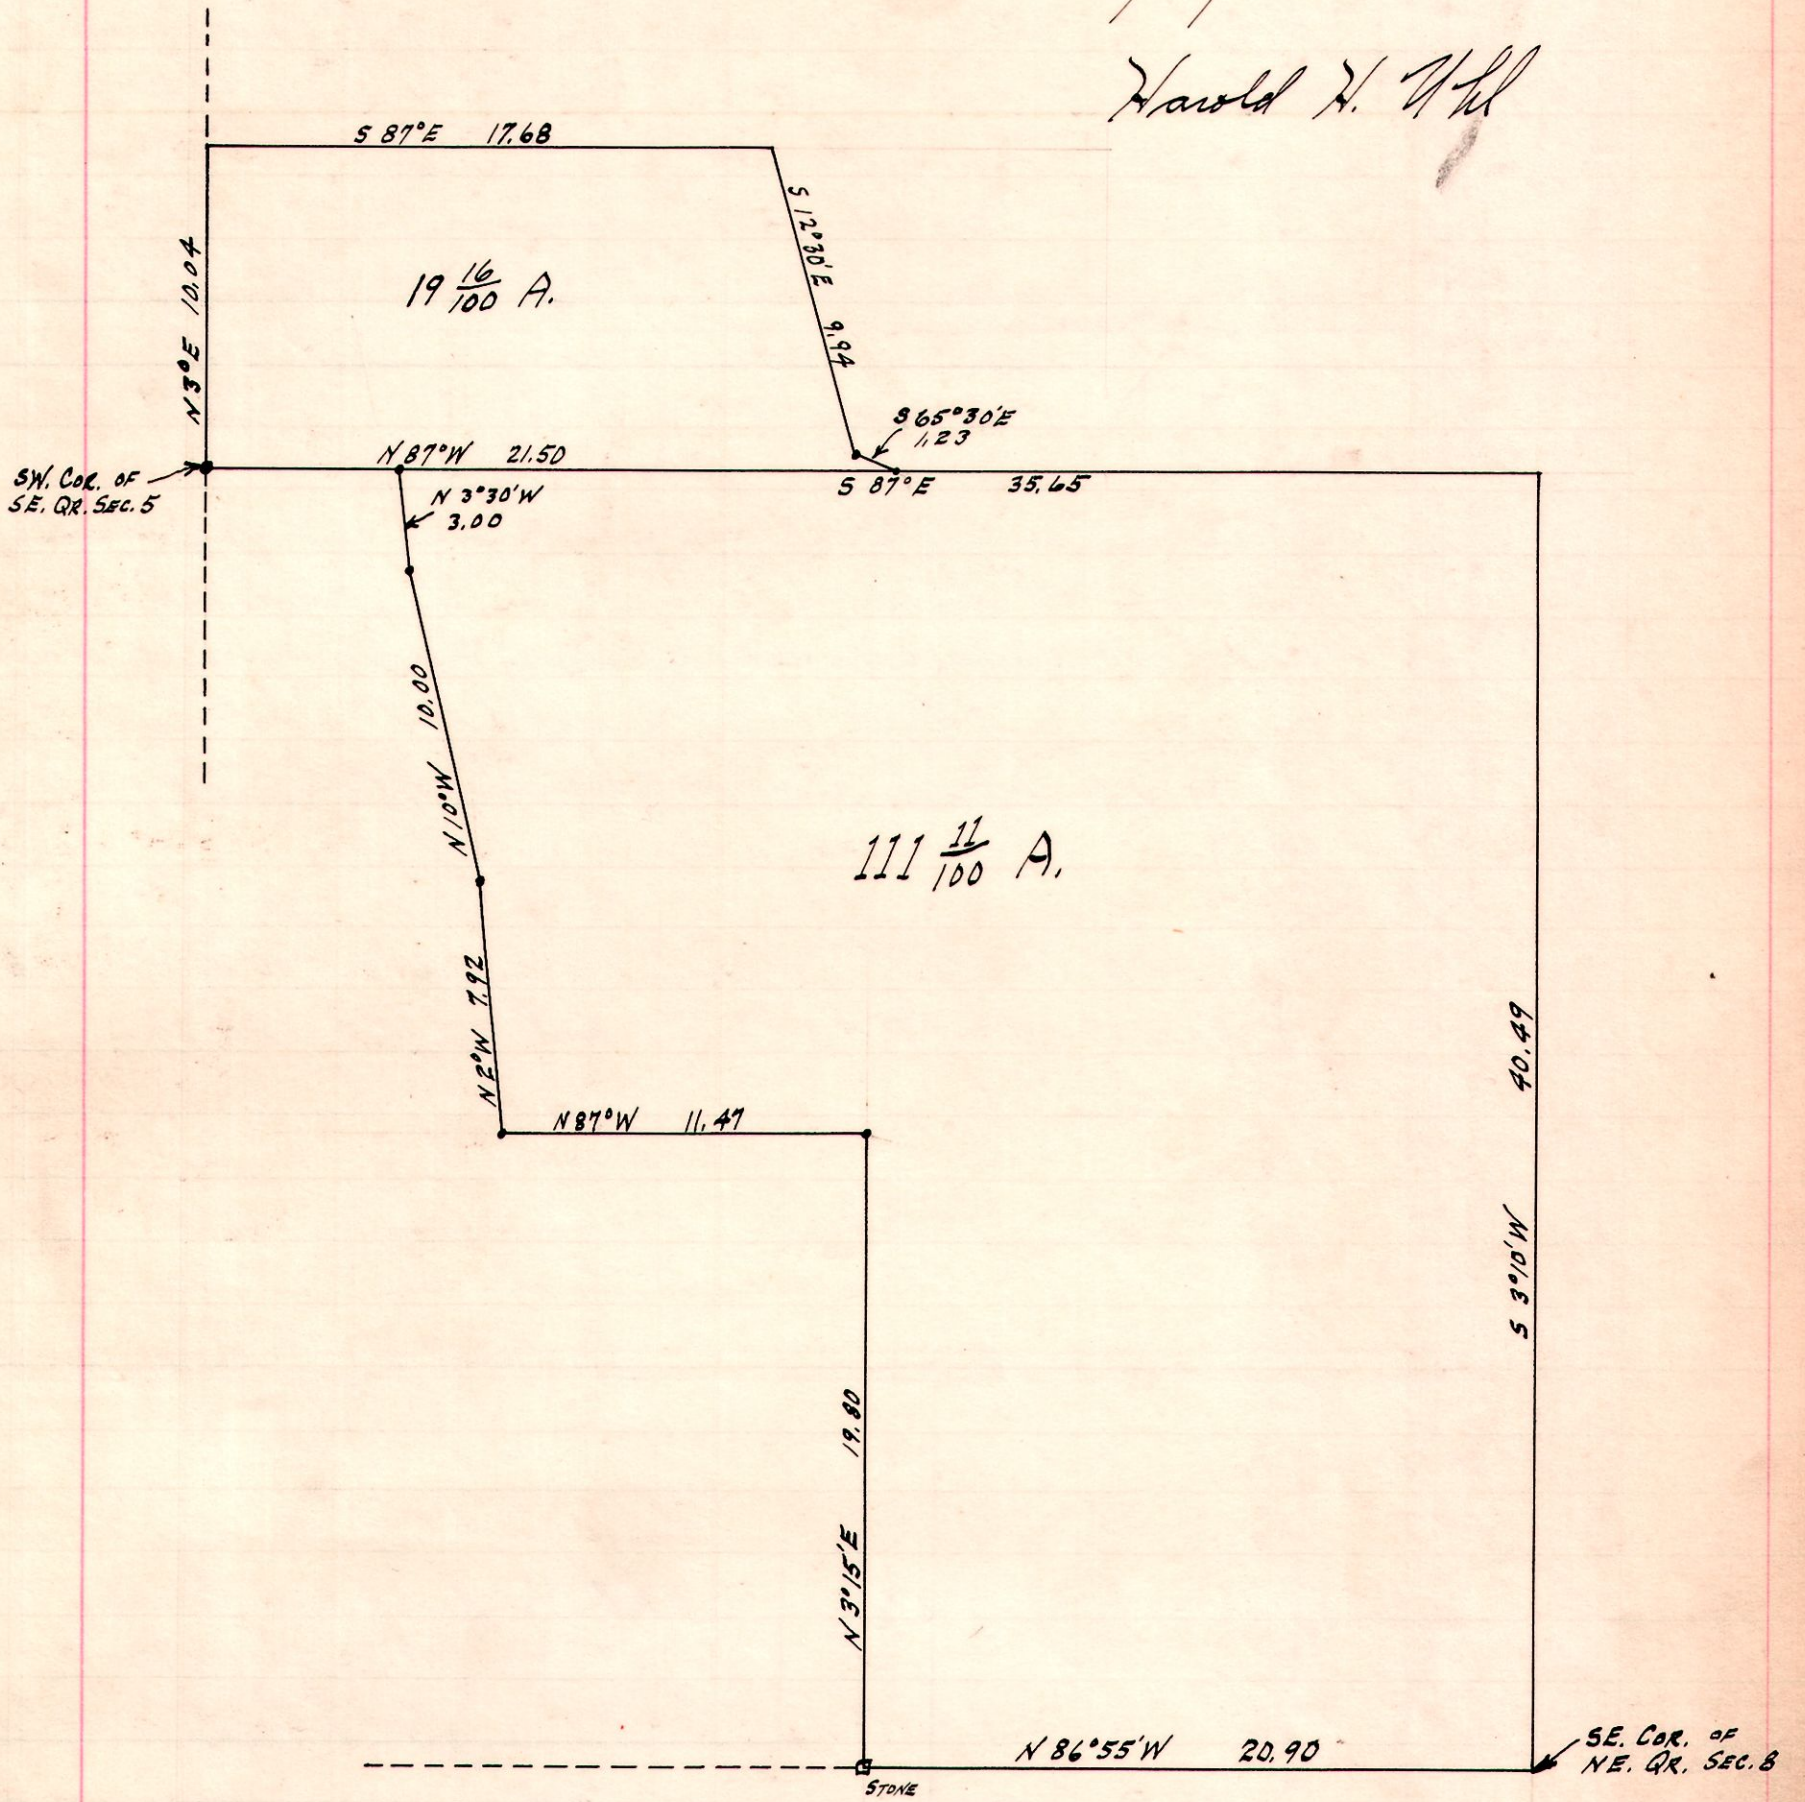 Harold H. Uhl
S 87°E 17.68
S 12°30'E 9.94
N 3°E 10.04
19 16/100 A.
S 65°30'E
1.23
N 87°W 21.50
SW. COR. OF
SE. QR. SEC. 5
S 87°E 35.65
N 3°30'W
3.00
N 10°W 10.00
111 11/100 A.
N 2°W 7.92
40.49
N 87°W 11.47
S 3°10'W
N 3°15'E 19.80
N 86°55'W 20.90
SE. COR. OF
NE. QR. SEC. 8
STONE